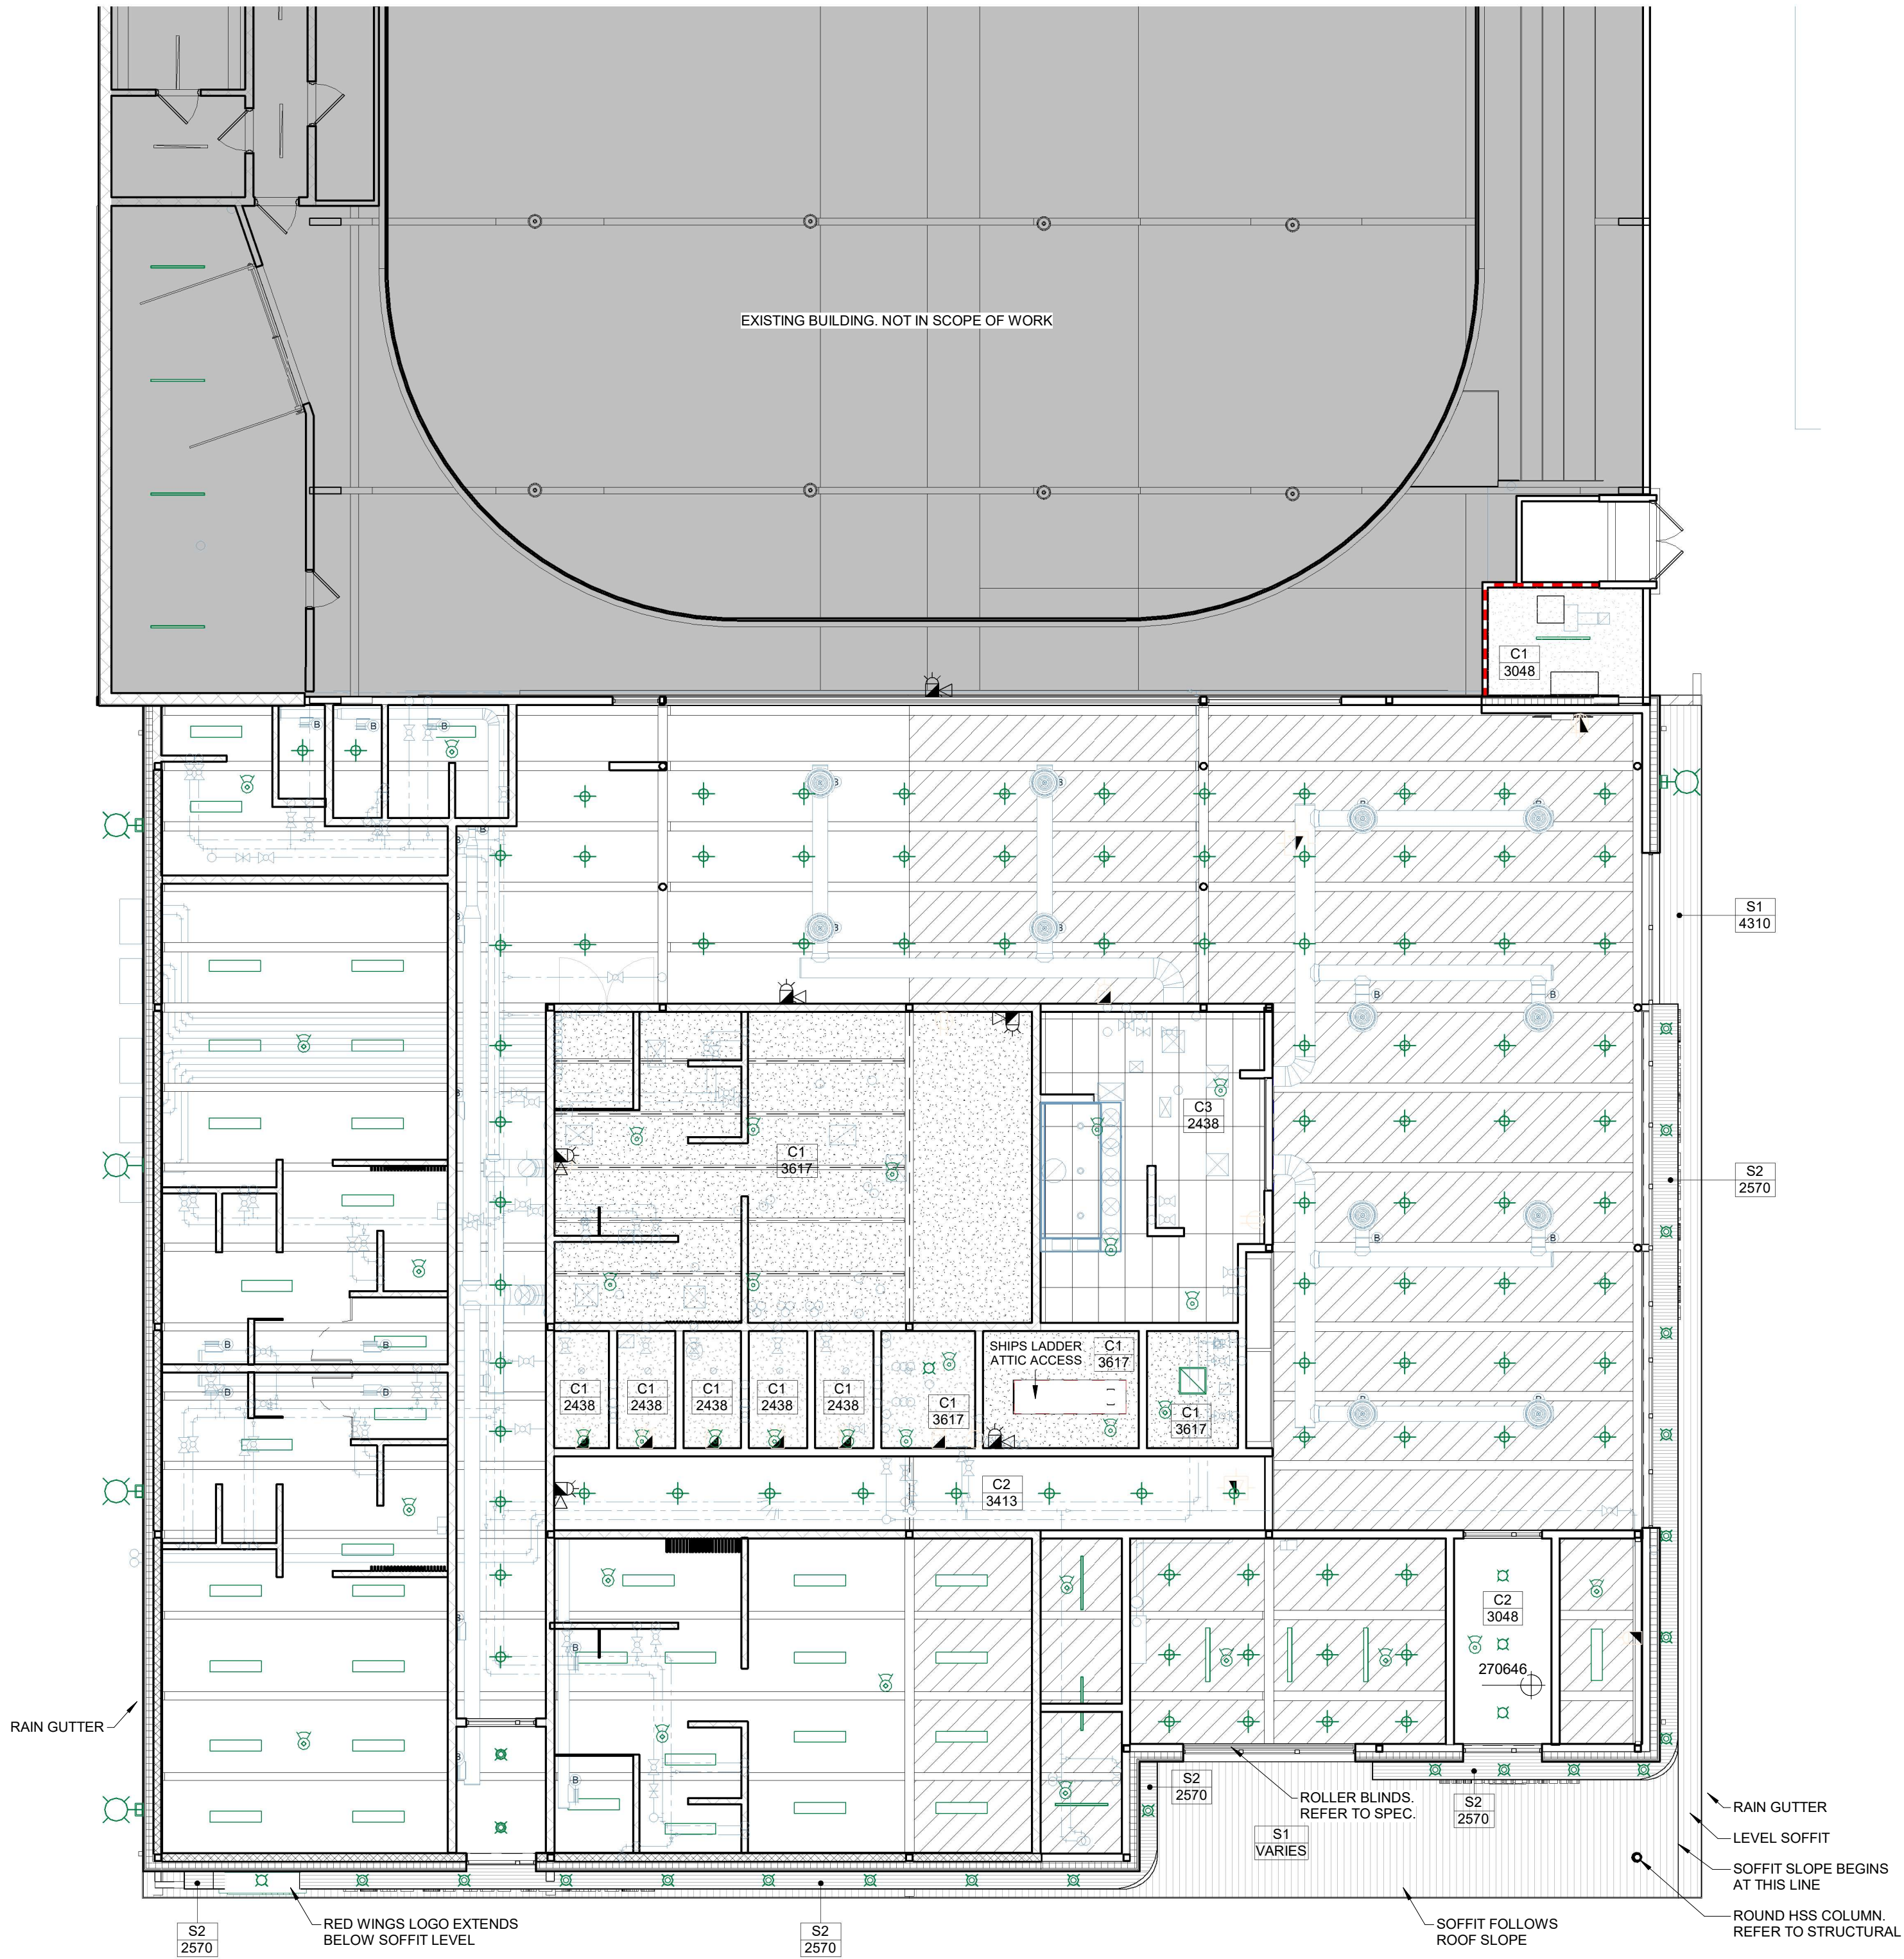 EXISTING BUILDING. NOT IN SCOPE OF WORK
C1
3048
B
B
B
B
B
B
B
B
S1
4310
B
B
B
C3
2438
C1
3617
S2
2570
B
B
B
B
B
B
SHIPS LADDER
ATTIC ACCESS
C1
3617
C1
2438
C1
2438
C1
2438
C1
2438
C1
2438
C1
3617
C1
3617
C2
3413
C2
3048
B
270646
RAIN GUTTER
B
B
S2
2570
ROLLER BLINDS.
REFER TO SPEC.
S2
2570
S1
VARIES
RAIN GUTTER
LEVEL SOFFIT
SOFFIT SLOPE BEGINS
AT THIS LINE
ROUND HSS COLUMN.
REFER TO STRUCTURAL
SOFFIT FOLLOWS
ROOF SLOPE
RED WINGS LOGO EXTENDS
BELOW SOFFIT LEVEL
S2
2570
S2
2570